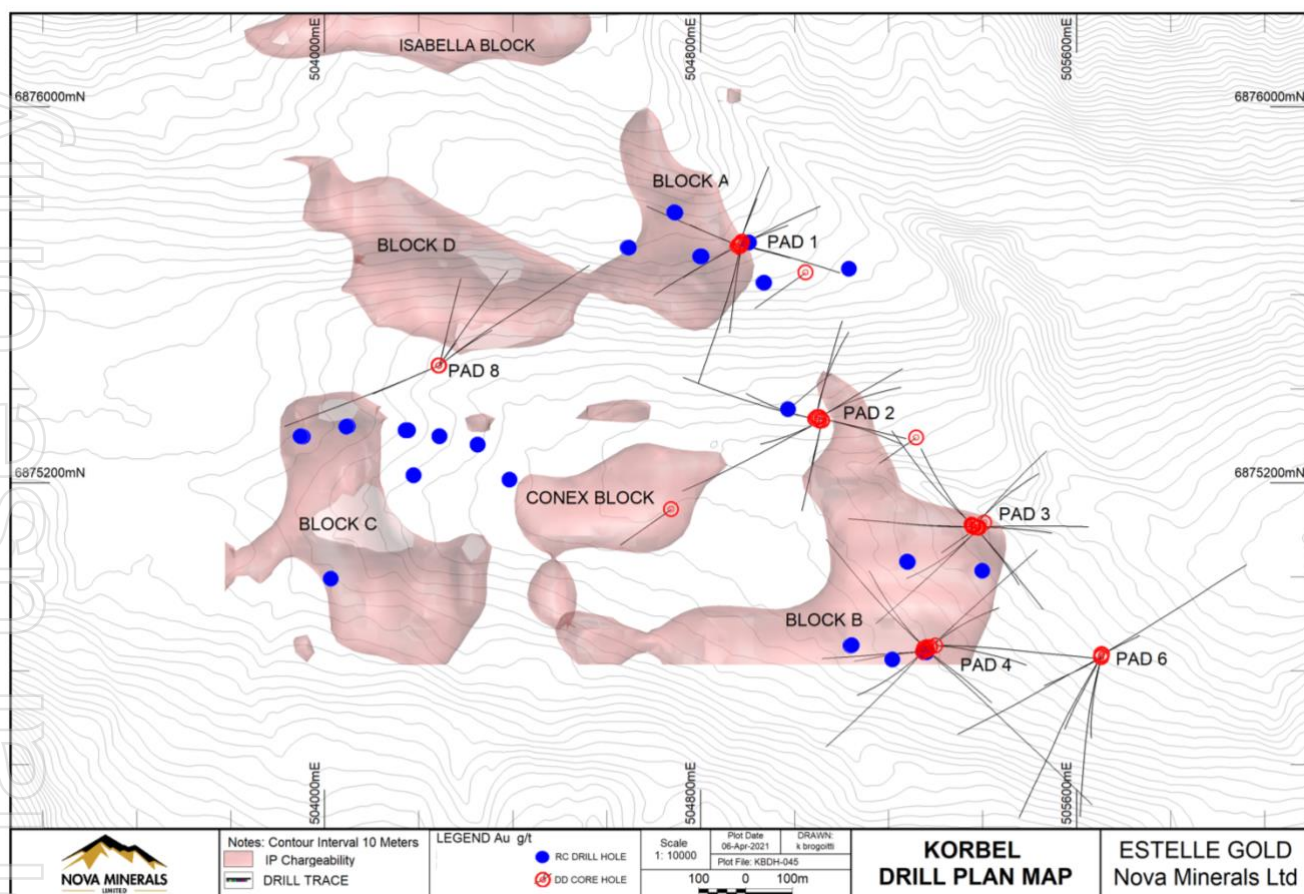 ISABELLA BLOCK
504000mE
504800mE
505600mE
6876000mN
6876000mN
BLOCK A
BLOCK D
PAD 1
PAD 8
PAD 2
6875200mN
6875200mN
CONEX BLOCK
PAD 3
BLOCK C
BLOCK B
PAD 4
PAD 6
504000mE
504800mE
505600mE
NOVA MINERALS
LIMITED
Notes: Contour Interval 10 Meters
IP Chargeability
DRILL TRACE
LEGEND Au g/t
RC DRILL HOLE
DD CORE HOLE
Scale
1: 10000
Plot Date
06-Apr-2021
DRAWN:
k brogoitti
Plot File: KBDH-045
100 0 100m
KORBEL
DRILL PLAN MAP
ESTELLE GOLD
Nova Minerals Ltd